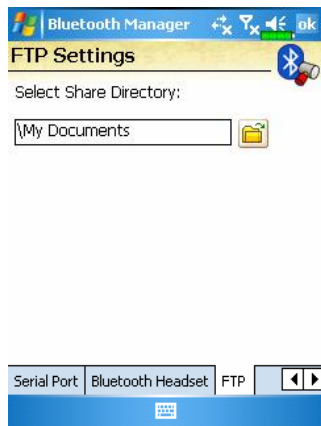 Bluetooth Manager ok
FTP Settings
Select Share Directory:
\My Documents
Serial Port Bluetooth Headset FTP